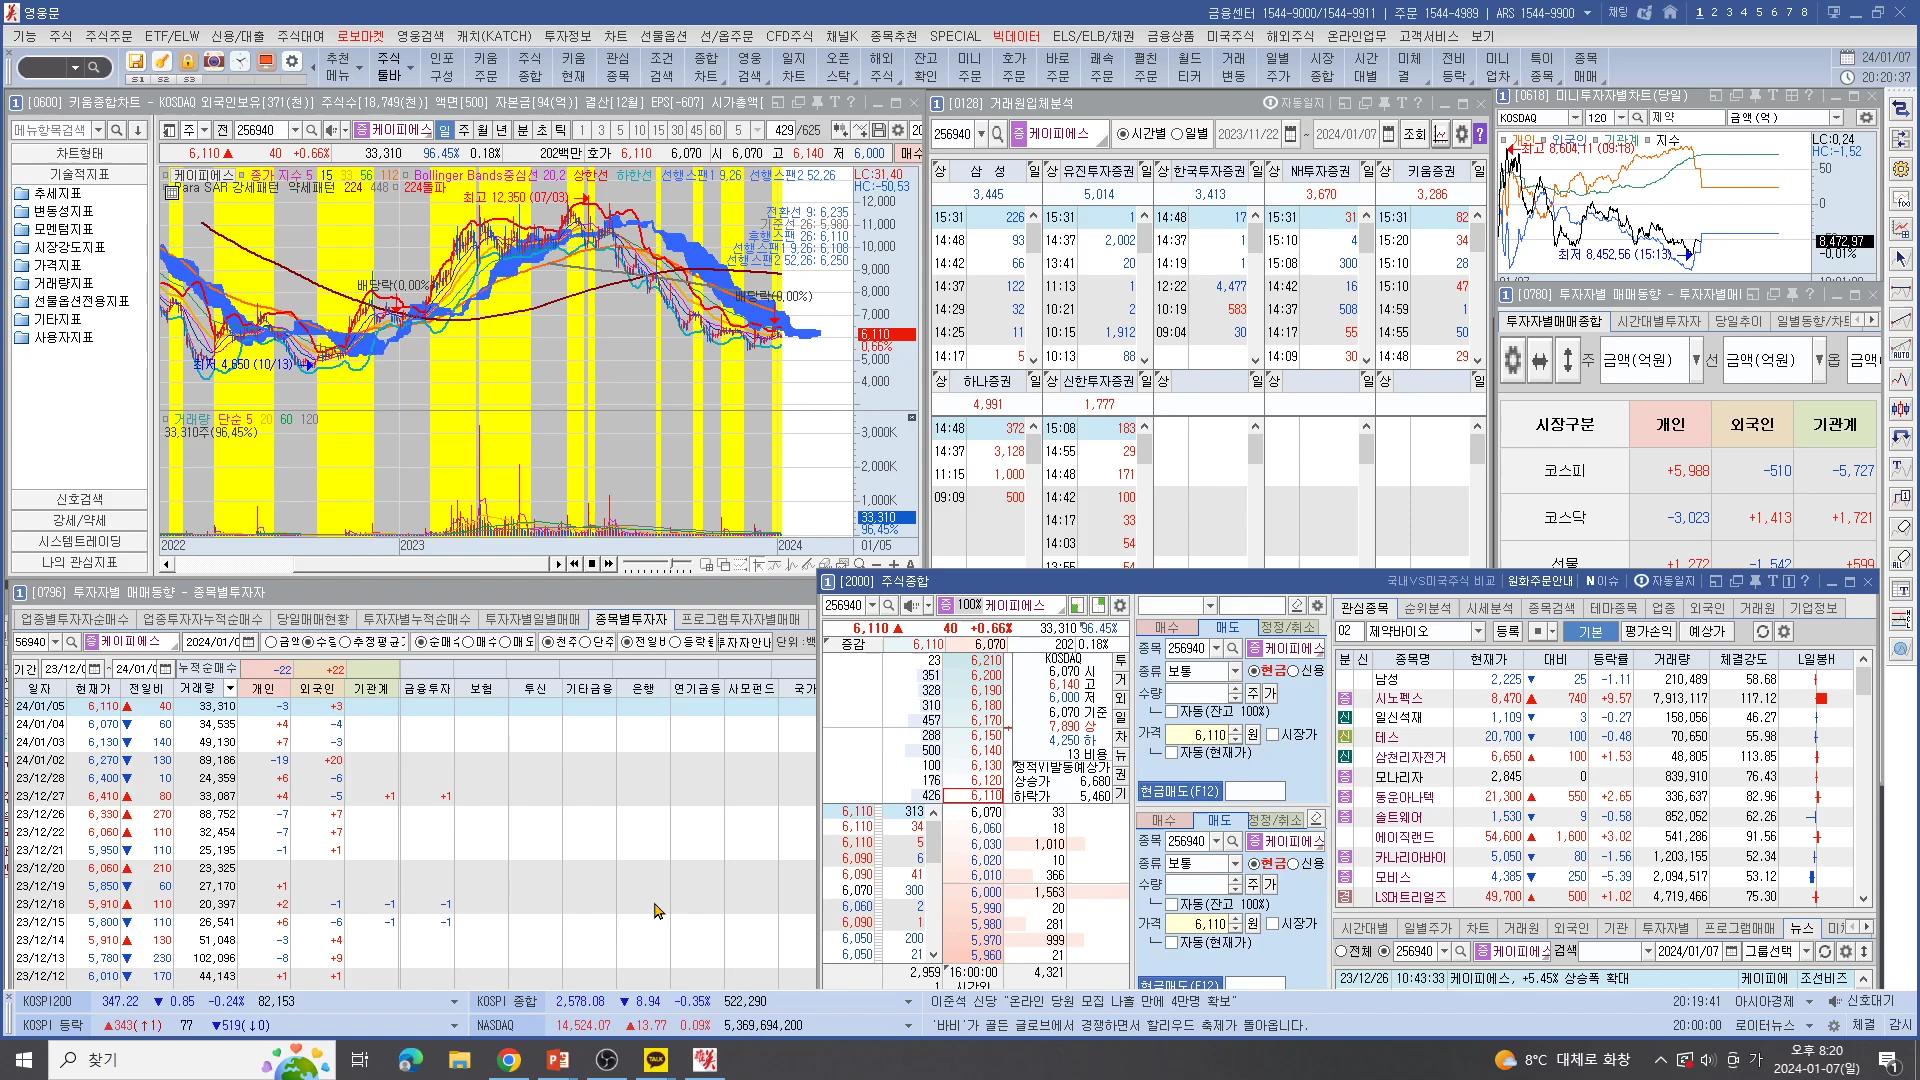 영웅문
금융센터 1544-9000/1544-9911 | 주문 1544-4989 | ARS 1544-9900 채팅 1 2 3 4 5 6 7 8
기능 주식 주식주문 ETF/ELW 신용/대출 주식대여 로보마켓 영웅검색 캐치(KATCH) 투자정보 차트 선물옵션 선/옵주문 CFD주식 채널K 종목추천 SPECIAL 빅데이터 ELS/ELB/채권 금융상품 미국주식 해외주식 온라인업무 고객서비스 보기
추천메뉴 주식툴바 인포구성 키움주문 주식종합 키움현재 관심종목 조건검색 종합차트 영웅검색 일지차트 오픈스탁 해외주식 잔고확인 미니주문 호가주문 바로주문 쾌속주문 펼친주문 월드티커 거래변동 일별주가 시장종합 시간대별 미체결 전비등락 미니업차 특이종목 종목매매
24/01/07
20:20:37
[0600] 키움종합차트 - KOSDAQ 외국인보유[371(천)] 주식수[18,749(천)] 액면[500] 자본금[94(억)] 결산[12월] EPS[-607] 시가총액[
메뉴항목검색 주 전 256940 케이피에스 일 주 월 년 분 초 틱 1 3 5 10 15 30 45 60 5 429 /625
6,110 ▲ 40 +0.66% 33,310 96.45% 0.18% 202백만 호가 6,110 6,070 시 6,070 고 6,140 저 6,000 매수
차트형태
기술적지표
추세지표
변동성지표
모멘텀지표
시장강도지표
가격지표
거래량지표
선물옵션전용지표
기타지표
사용자지표
신호검색
강세/약세
시스템트레이딩
나의 관심지표
케이피에스 종가 지수 5 15 33 56 112 Bollinger Bands중심선 20,2 상한선 하한선 선행스팬1 9,26 선행스팬2 52,26
Para SAR 강세패턴 약세패턴 224 448 224돌파
LC:31,40
HC:-50,53
최고 12,350 (07/03)
전환선 9: 6,235
기준선 26: 5,980
후행스팬 26: 6,110
선행스팬1 9,26: 6,108
선행스팬2 52,26: 6,250
배당락(0,00%)
배당락(0,00%)
최저 4,650 (10/13)
12,000
11,000
10,000
9,000
8,000
7,000
6,110
0,66%
5,000
4,000
거래량 단순 5 20 60 120
33,310주(96,45%)
3,000K
2,000K
1,000K
33,310
96,45%
2022 2023 2024 01/05
[0128] 거래원입체분석 자동일지
256940 케이피에스 시간별 일별 2023/11/22 ~ 2024/01/07 조회
상 삼 성 일 상 유진투자증권 일 상 한국투자증권 일 상 NH투자증권 일 상 키움증권 일
3,445 5,014 3,413 3,670 3,286
15:31 226 15:31 1 14:48 17 15:31 31 15:31 82
14:48 93 14:37 2,002 14:37 1 15:10 4 15:20 34
14:42 66 13:41 20 14:19 1 15:08 300 15:10 28
14:37 122 11:13 1 12:22 4,477 14:42 16 15:10 47
14:29 32 10:21 2 10:19 583 14:37 508 14:59 1
14:25 11 10:15 1,912 09:04 30 14:17 55 14:55 50
14:17 5 10:13 88 14:09 30 14:48 29
상 하나증권 일 상 신한투자증권 일 상 일 상 일 상 일
4,991 1,777
14:48 372 15:08 183
14:37 3,128 14:55 29
11:15 1,000 14:48 171
09:09 500 14:42 100
14:17 33
14:03 54
13:55 54
[0618] 미니투자자별차트(당일)
KOSDAQ 120 제약 금액(억)
개인 외국인 기관계 지수
최고 8,604,11 (09:18)
최저 8,452,56 (15:13)
LC:0,24
HC:-1,52
50
0
8,472,97
-0,01%
[0780] 투자자별 매매동향 - 투자자별매
투자자별매매종합 시간대별투자자 당일추이 일별동향/차트
주 금액(억원) 선 금액(억원) 옵 금액
시장구분 개인 외국인 기관계
코스피 +5,988 -510 -5,727
코스닥 -3,023 +1,413 +1,721
선물 +1,272 -1,542 +599
[0796] 투자자별 매매동향 - 종목별투자자
업종별투자자순매수 투자자별업종누적순매수 당일매매현황 투자자별누적순매수 투자자별일별매매 종목별투자자 프로그램투자매매
56940 케이피에스 2024/01/0 금액 수량 추정평균 순매수 매수 매도 천주 단주 전일비 등락률 투자자안내 단위 :백
기간 23/12/0 ~ 24/01/0 누적순매수 -22 +22
일자 현재가 전일비 거래량 개인 외국인 기관계 금융투자 보험 투신 기타금융 은행 연기금등 사모펀드 국가
24/01/05 6,110 ▲ 40 33,310 -3 +3
24/01/04 6,070 ▼ 60 34,535 +4 -4
24/01/03 6,130 ▼ 140 49,130 +7 -3
24/01/02 6,270 ▼ 130 89,186 -19 +20
23/12/28 6,400 ▼ 10 24,359 +6 -6
23/12/27 6,410 ▲ 80 33,087 +4 -5 +1 +1
23/12/26 6,330 ▲ 270 88,752 -7 +7
23/12/22 6,060 ▲ 110 32,454 -7 +7
23/12/21 5,950 ▼ 110 25,195 -1 +1
23/12/20 6,060 ▲ 210 23,325
23/12/19 5,850 ▼ 60 27,170 +1
23/12/18 5,910 ▲ 110 20,397 +2 -1 -1 -1
23/12/15 5,800 ▼ 110 26,541 +6 -6 -1 -1
23/12/14 5,910 ▲ 130 51,048 -3 +4
23/12/13 5,780 ▼ 230 102,096 -8 +9
23/12/12 6,010 ▼ 170 44,143 +1 +1
[2000] 주식종합 국내VS미국주식 비교 원화주문안내 N이슈 자동일지
256940 100% 케이피에스
6,110 ▲ 40 +0.66% 33,310 96.45%
증감 6,110 6,070 202 0.18%
23 6,210 KOSDAQ
351 6,200 6,070 시
328 6,190 6,140 고
310 6,180 6,000 저
457 6,170 6,070 기준
288 6,150 7,890 상
500 6,140 4,250 하
100 6,130 13 비용
176 6,120 정적VI발동예상가
상승가 6,680
426 6,110 하락가 5,460
투 거 외 일 차 뉴 권 기
6,110 313 6,070 33
6,110 34 6,060 18
6,110 5 6,030 1,010
6,090 6 6,020 10
6,090 41 6,010 366
6,070 300 6,000 1,563
6,060 2 5,990 20
6,090 1 5,980 281
6,050 200 5,970 999
6,050 21 5,960 21
2,959 16:00:00 4,321
매수 매도 정정/취소
종목 256940 케이피에스
종류 보통 현금 신용
수량 주 가
자동(잔고 100%)
가격 6,110 원 시장가
자동(현재가)
현금매도(F12)
매수 매도 정정/취소
종목 256940 케이피에스
종류 보통 현금 신용
수량 주 가
자동(잔고 100%)
가격 6,110 원 시장가
자동(현재가)
현금매도(F12)
관심종목 순위분석 시세분석 종목검색 테마종목 업종 외국인 거래원 기업정보
02 제약바이오 등록 기본 평가손익 예상가
분 신 종목명 현재가 대비 등락률 거래량 체결강도 L일봉H
남성 2,225 ▼ 25 -1.11 210,489 58.68
증 시노펙스 8,470 ▲ 740 +9.57 7,913,117 117.12
신 일신석재 1,109 ▼ 3 -0.27 158,056 46.27
신 테스 20,700 ▼ 100 -0.48 70,650 55.98
신 삼천리자전거 6,650 ▲ 100 +1.53 48,805 113.85
증 모나리자 2,845 0 839,910 76.43
증 동운아나텍 21,300 ▲ 550 +2.65 336,637 82.96
증 솔트웨어 1,530 ▼ 9 -0.58 852,052 62.26
에이직랜드 54,600 ▲ 1,600 +3.02 541,286 91.56
증 카나리아바이 5,050 ▼ 80 -1.56 1,203,155 52.34
증 모비스 4,385 ▼ 250 -5.39 2,094,517 53.12
경 LS머트리얼즈 49,700 ▲ 500 +1.02 4,719,466 75.30
시간대별 일별주가 차트 거래원 외국인 기관 투자자별 프로그램매매 뉴스
전체 256940 케이피에스 검색 2024/01/07 그룹선택
23/12/26 10:43:33 케이피에스, +5.45% 상승폭 확대 케이피에 조선비즈
KOSPI200 347.22 ▼ 0.85 -0.24% 82,153 KOSPI 종합 2,578.08 ▼ 8.94 -0.35% 522,290 이준석 신당 "온라인 당원 모집 나흘 만에 4만명 확보" 20:19:41 아시아경제 신호대기
KOSPI 등락 ▲343(↑1) 77 ▼519(↓0) NASDAQ 14,524.07 ▲13.77 0.09% 5,369,694,200 '바비'가 골든 글로브에서 경쟁하면서 할리우드 축제가 돌아옵니다. 20:00:00 로이터뉴스 체결 감시
찾기
8°C 대체로 화창
가
오후 8:20
2024-01-07(일)